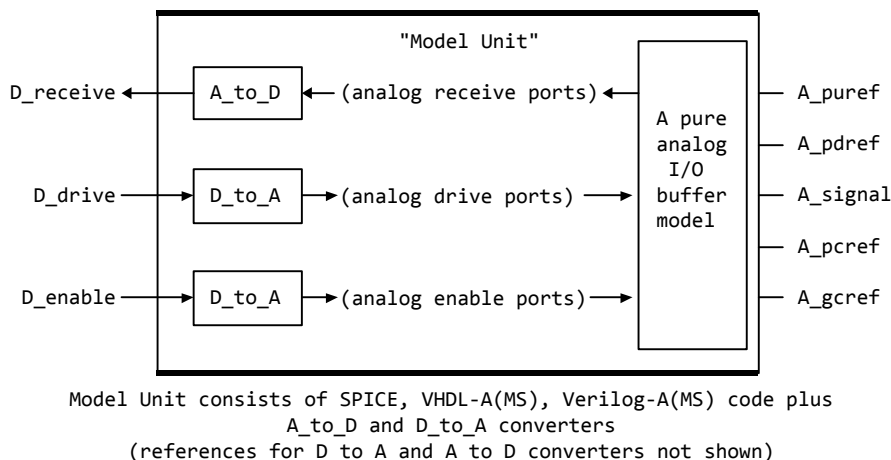 "Model Unit"
D_receive
A_to_D
(analog receive ports)
A_puref
A pure
analog
I/O
buffer
model
A_pdref
D_drive
D_to_A
(analog drive ports)
A_signal
A_pcref
D_enable
D_to_A
(analog enable ports)
A_gcref
Model Unit consists of SPICE, VHDL-A(MS), Verilog-A(MS) code plus
A_to_D and D_to_A converters
(references for D_to_A and A_to_D converters not shown)